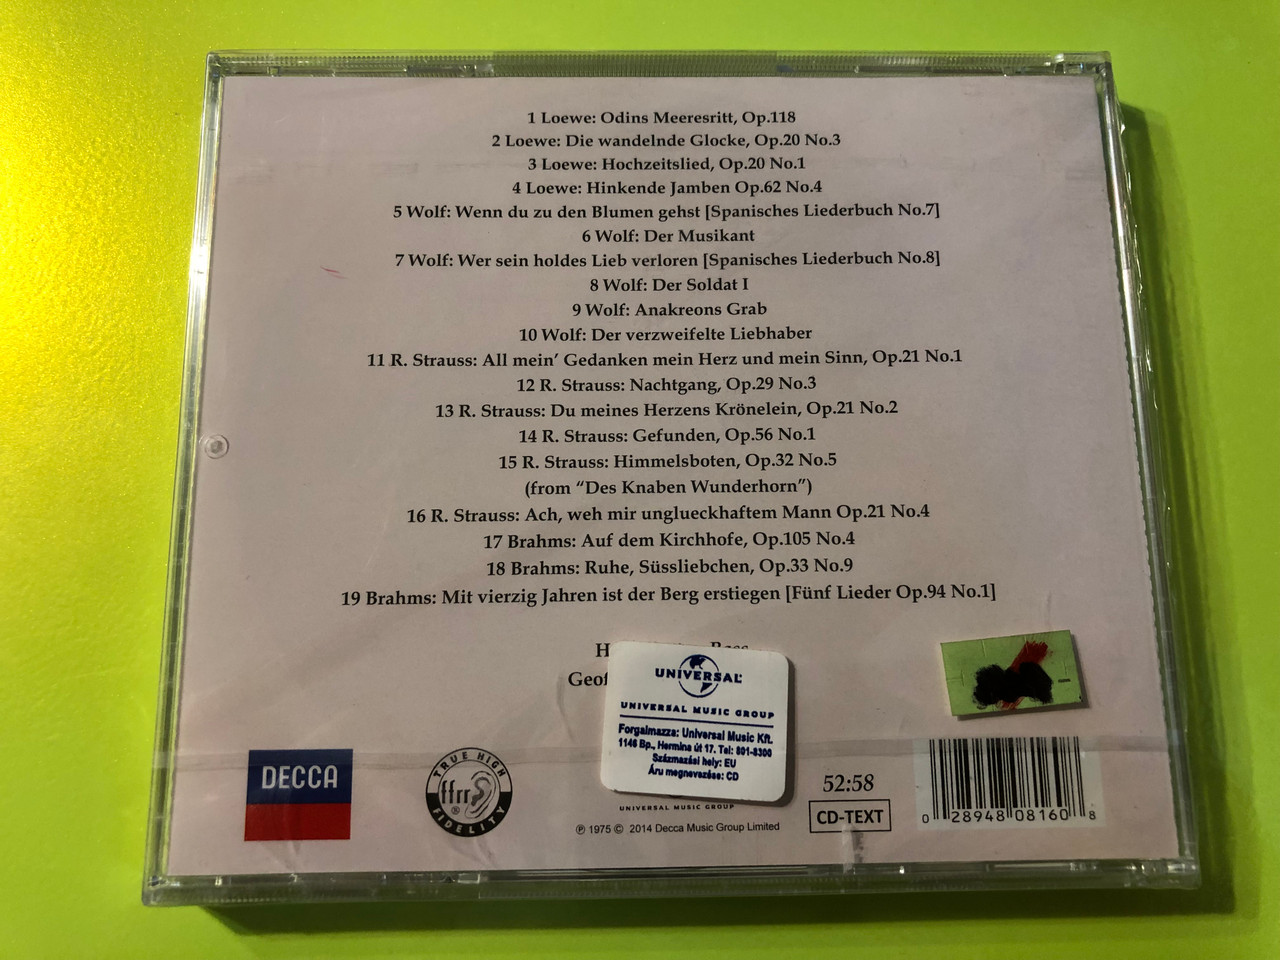 1 Loewe: Odins Meeresritt, Op.118
2 Loewe: Die wandelnde Glocke, Op.20 No.3
3 Loewe: Hochzeitslied, Op.20 No.1
4 Loewe: Hinkende Jamben Op.62 No.4
5 Wolf: Wenn du zu den Blumen gehst [Spanisches Liederbuch No.7]
6 Wolf: Der Musikant
7 Wolf: Wer sein holdes Lieb verloren [Spanisches Liederbuch No.8]
8 Wolf: Der Soldat I
9 Wolf: Anakreons Grab
10 Wolf: Der verzweifelte Liebhaber
11 R. Strauss: All mein’ Gedanken mein Herz und mein Sinn, Op.21 No.1
12 R. Strauss: Nachtgang, Op.29 No.3
13 R. Strauss: Du meines Herzens Krönelein, Op.21 No.2
14 R. Strauss: Gefunden, Op.56 No.1
15 R. Strauss: Himmelsboten, Op.32 No.5
(from “Des Knaben Wunderhorn”)
16 R. Strauss: Ach, weh mir unglueckhaftem Mann Op.21 No.4
17 Brahms: Auf dem Kirchhofe, Op.105 No.4
18 Brahms: Ruhe, Süssliebchen, Op.33 No.9
19 Brahms: Mit vierzig Jahren ist der Berg erstiegen [Fünf Lieder Op.94 No.1]
UNIVERSAL
UNIVERSAL MUSIC GROUP
Forgalmazza: Universal Music Kft.
1146 Bp., Hermina út 17. Tel: 801-8300
Származási hely: EU
Áru megnevazése: CD
DECCA
TRUE HIGH
ffrr
®
FIDELITY
UNIVERSAL MUSIC GROUP
℗ 1975 © 2014 Decca Music Group Limited
52:58
CD-TEXT
0 28948 08160 8